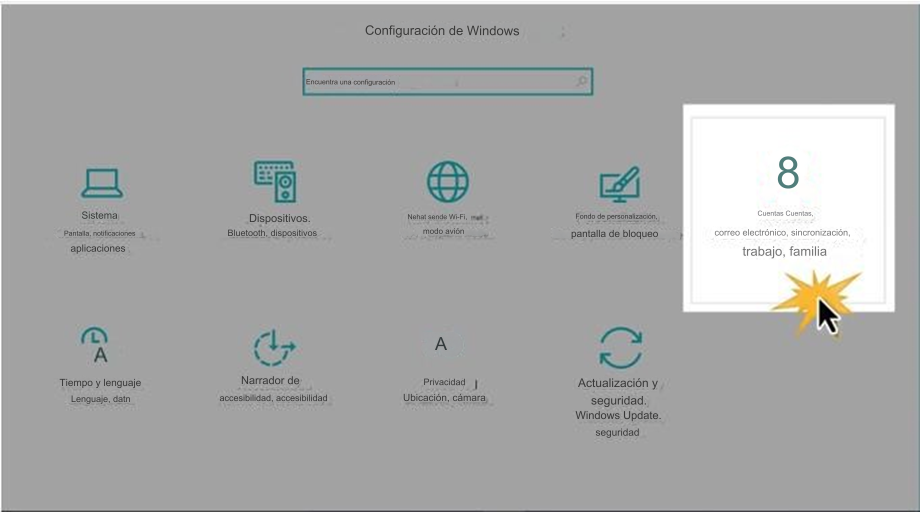 Configuración de Windows
Encuentra una configuración
Sistema
Pantalla, notificaciones
aplicaciones
Dispositivos.
Bluetooth, dispositivos
Nehat sende Wi-Fi,
modo avión
Fondo de personalización,
pantalla de bloqueo
8
Cuentas Cuentas,
correo electrónico, sincronización,
trabajo, familia
A
Tiempo y lenguaje
Lenguaje, datn
Narrador de
accesibilidad, accesibilidad
A
Privacidad
Ubicación, cámara,
Actualización y
seguridad.
Windows Update.
seguridad